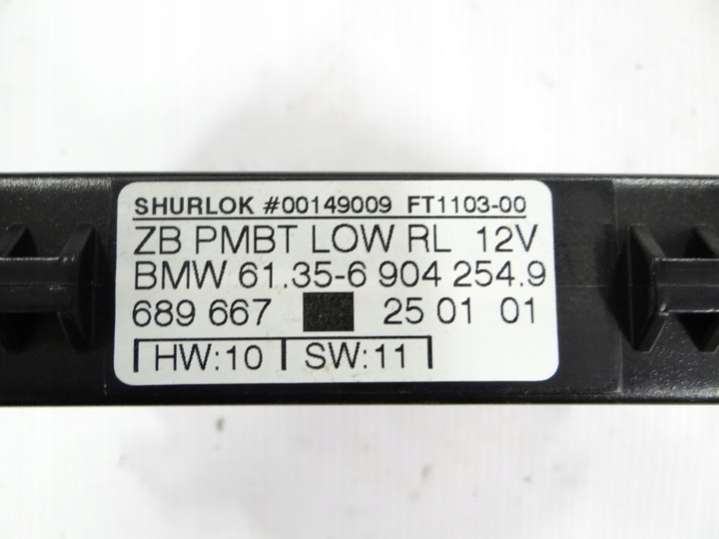 SHURLOK #00149009 FT1103-00
ZB PMBT LOW RL 12V
BMW 61.35-6 904 254.9
689 667 25 01 01
HW:10 SW:11